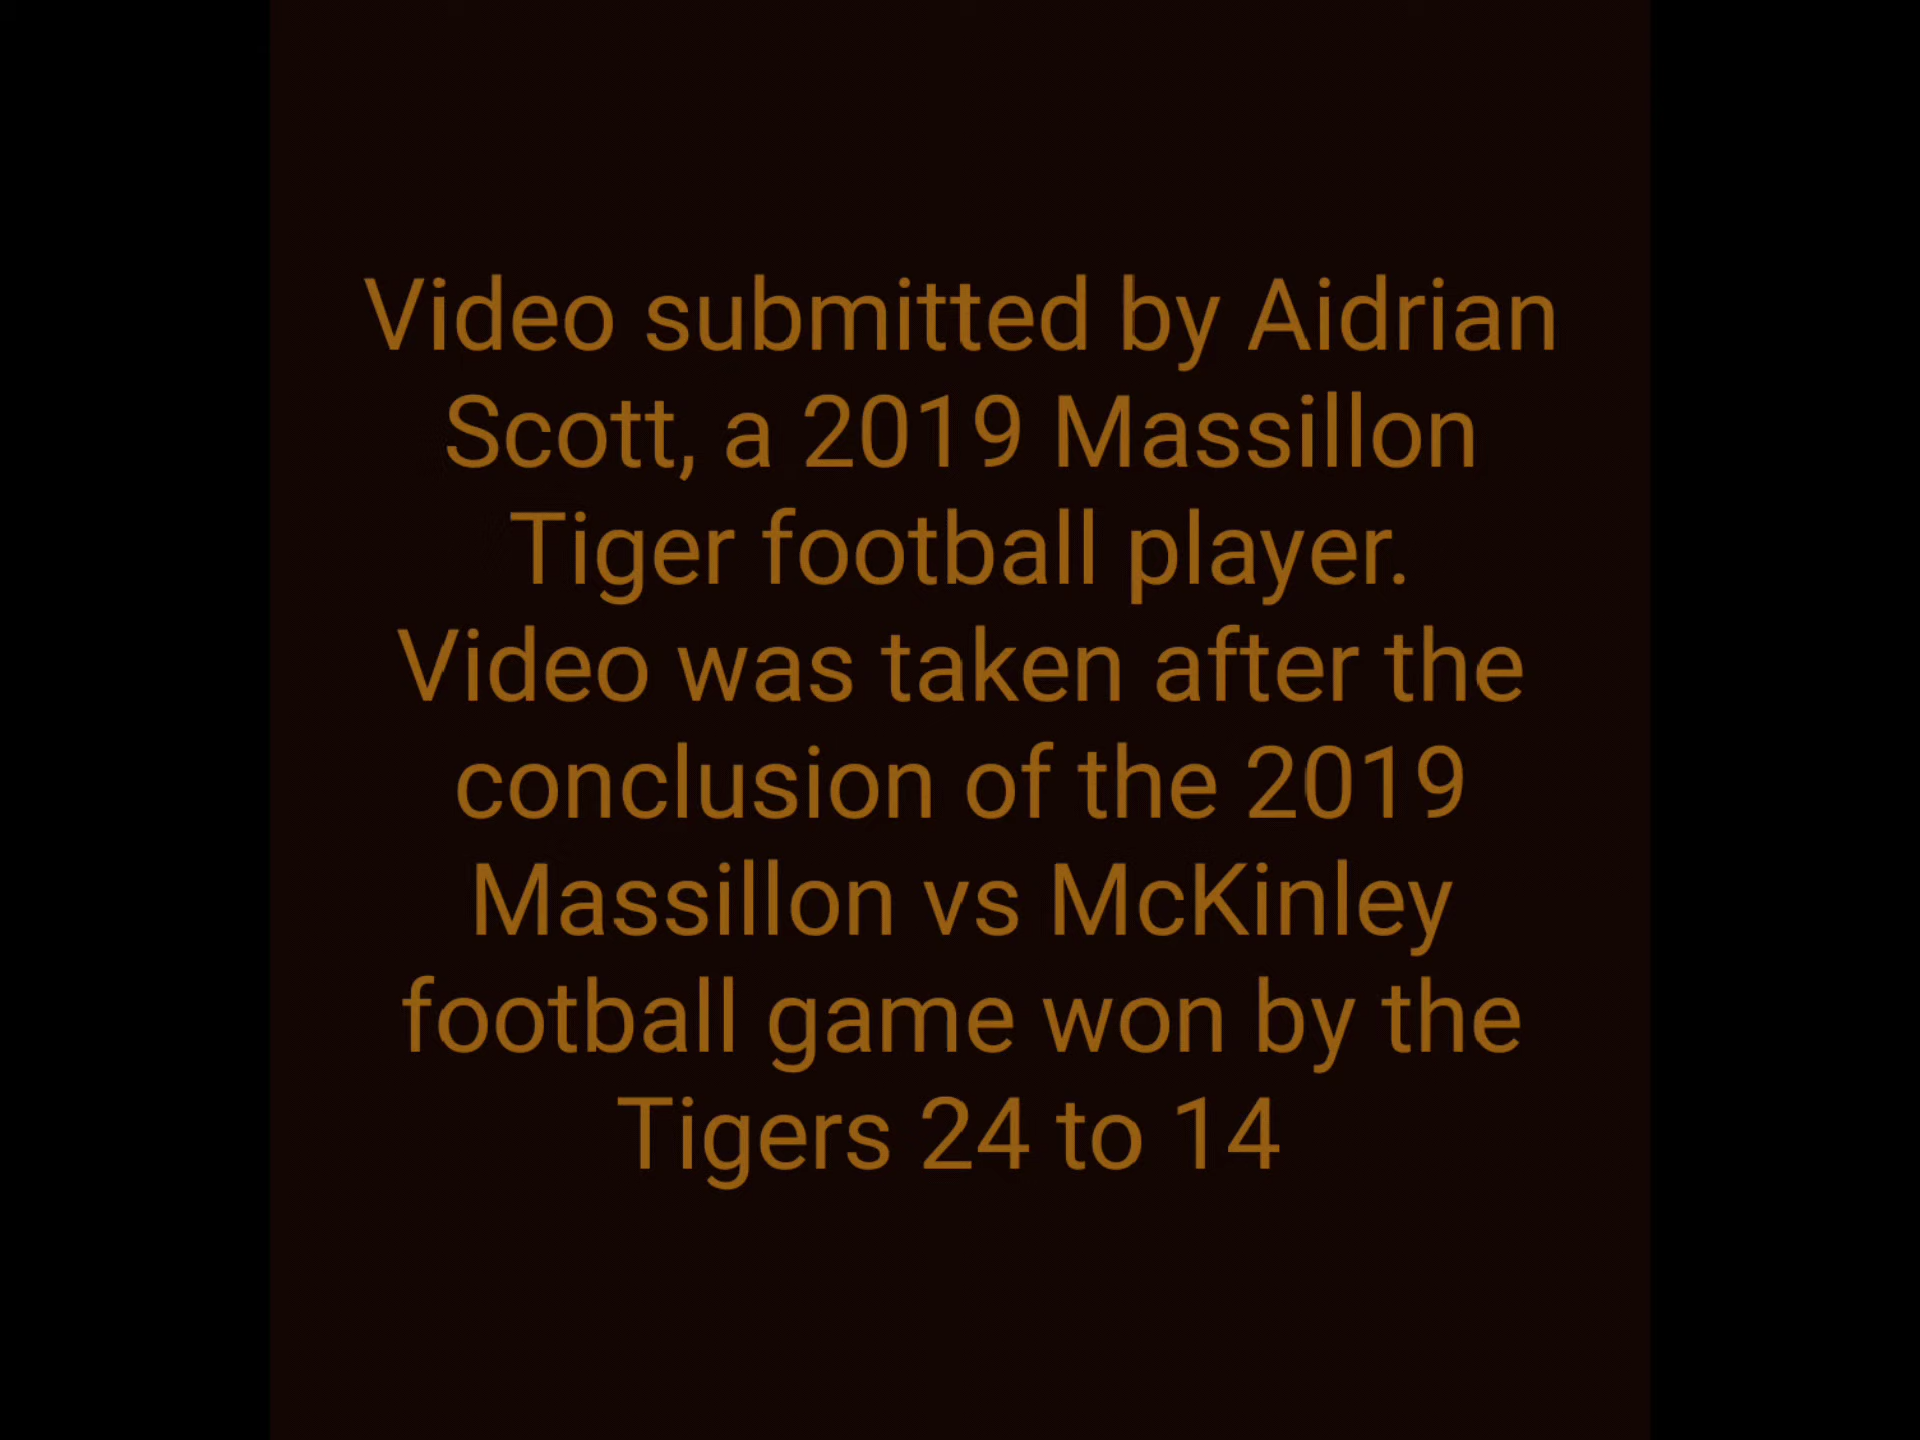 Video submitted by Aidrian
Scott, a 2019 Massillon
Tiger football player.
Video was taken after the
conclusion of the 2019
Massillon vs McKinley
football game won by the
Tigers 24 to 14